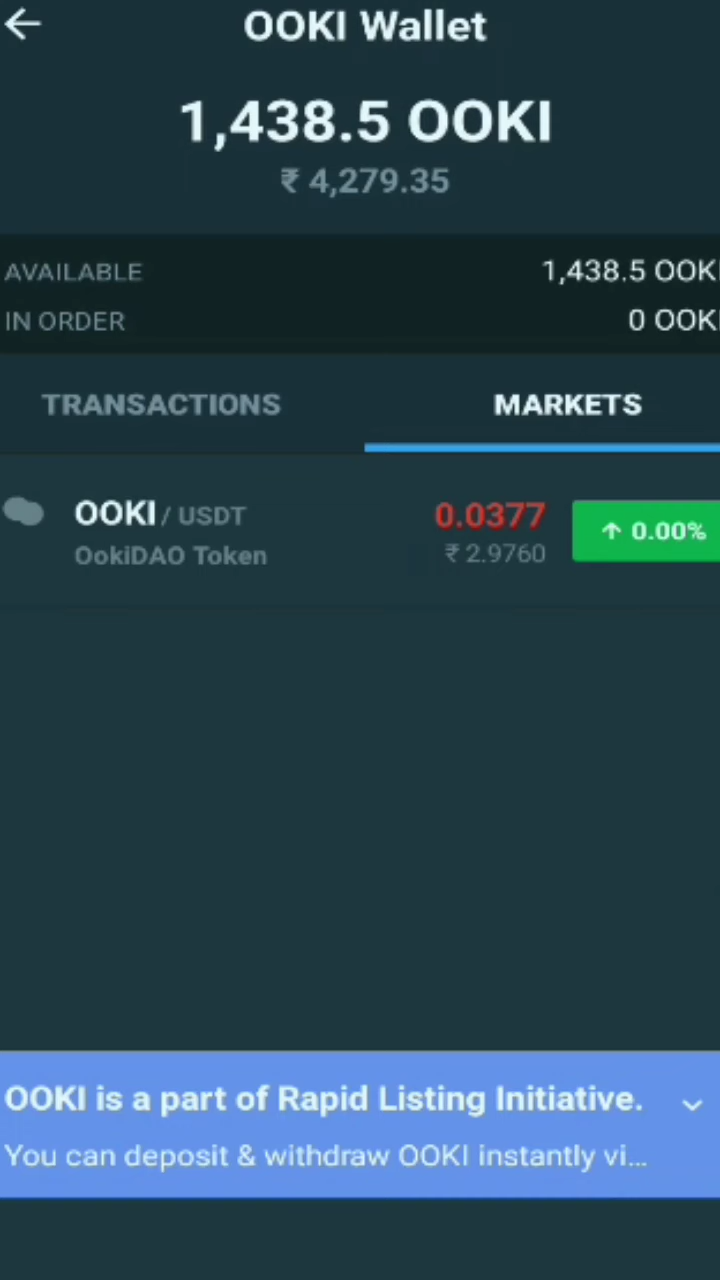 OOKI Wallet
1,438.5 OOKI
₹ 4,279.35
AVAILABLE 1,438.5 OOKI
IN ORDER 0 OOKI
TRANSACTIONS MARKETS
OOKI / USDT 0.0377 ↑ 0.00%
OokiDAO Token ₹ 2.9760
OOKI is a part of Rapid Listing Initiative.
You can deposit & withdraw OOKI instantly vi...